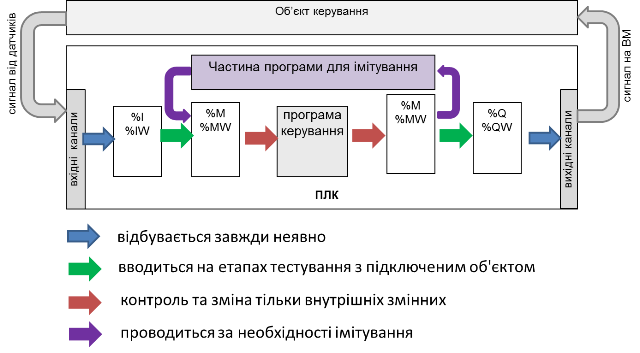 Об'єкт керування
сигнал від датчиків
сигнал на ВМ
Частина програми для імітування
вхідні канали
%I
%IW
%M
%MW
програма
керування
%M
%MW
%Q
%QW
вихідні канали
ПЛК
відбувається завжди неявно
вводиться на етапах тестування з підключеним об'єктом
контроль та зміна тільки внутрішніх змінних
проводиться за необхідності імітування